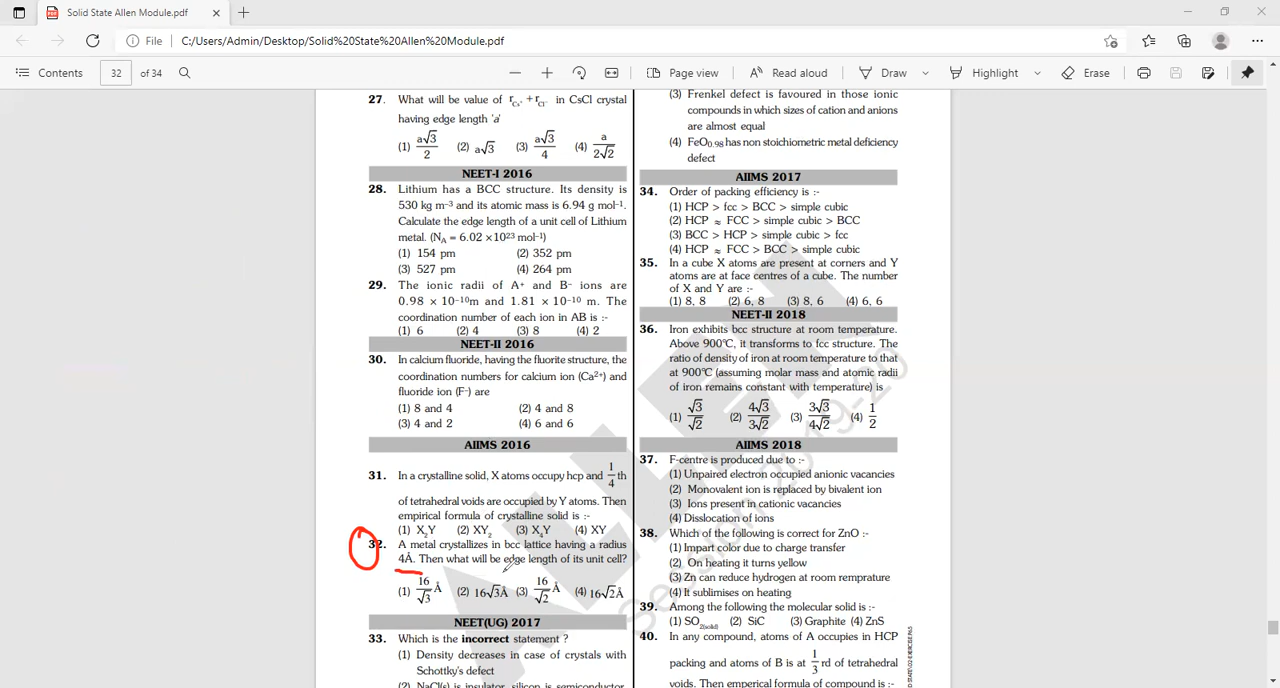 Solid State Allen Module.pdf
File C:/Users/Admin/Desktop/Solid%20State%20Allen%20Module.pdf
Contents 32 of 34 Page view Read aloud Draw Highlight Erase
27. What will be value of r_Cs⁺ + r_Cl⁻ in CsCl crystal
having edge length 'a'
(1) a√3/2 (2) a√3 (3) a√3/4 (4) a/2√2
NEET-I 2016
28. Lithium has a BCC structure. Its density is
530 kg m⁻³ and its atomic mass is 6.94 g mol⁻¹.
Calculate the edge length of a unit cell of Lithium
metal. (N_A = 6.02 ×10²³ mol⁻¹)
(1) 154 pm (2) 352 pm
(3) 527 pm (4) 264 pm
29. The ionic radii of A⁺ and B⁻ ions are
0.98 × 10⁻¹⁰m and 1.81 × 10⁻¹⁰ m. The
coordination number of each ion in AB is :-
(1) 6 (2) 4 (3) 8 (4) 2
NEET-II 2016
30. In calcium fluoride, having the fluorite structure, the
coordination numbers for calcium ion (Ca²⁺) and
fluoride ion (F⁻) are
(1) 8 and 4 (2) 4 and 8
(3) 4 and 2 (4) 6 and 6
AIIMS 2016
31. In a crystalline solid, X atoms occupy hcp and 1/4 th
of tetrahedral voids are occupied by Y atoms. Then
empirical formula of crystalline solid is :-
(1) X₂Y (2) XY₂ (3) X₄Y (4) XY
32. A metal crystallizes in bcc lattice having a radius
4Å. Then what will be edge length of its unit cell?
(1) 16/√3 Å (2) 16√3Å (3) 16/√2 Å (4) 16√2Å
NEET(UG) 2017
33. Which is the incorrect statement ?
(1) Density decreases in case of crystals with
Schottky's defect
(2) NaCl(s) is insulator, silicon is semiconductor,
(3) Frenkel defect is favoured in those ionic
compounds in which sizes of cation and anions
are almost equal
(4) FeO₀.₉₈ has non stoichiometric metal deficiency
defect
AIIMS 2017
34. Order of packing efficiency is :-
(1) HCP > fcc > BCC > simple cubic
(2) HCP ≈ FCC > simple cubic > BCC
(3) BCC > HCP > simple cubic > fcc
(4) HCP ≈ FCC > BCC > simple cubic
35. In a cube X atoms are present at corners and Y
atoms are at face centres of a cube. The number
of X and Y are :-
(1) 8, 8 (2) 6, 8 (3) 8, 6 (4) 6, 6
NEET-II 2018
36. Iron exhibits bcc structure at room temperature.
Above 900°C, it transforms to fcc structure. The
ratio of density of iron at room temperature to that
at 900°C (assuming molar mass and atomic radii
of iron remains constant with temperature) is
(1) √3/√2 (2) 4√3/3√2 (3) 3√3/4√2 (4) 1/2
AIIMS 2018
37. F-centre is produced due to :-
(1) Unpaired electron occupied anionic vacancies
(2) Monovalent ion is replaced by bivalent ion
(3) Ions present in cationic vacancies
(4) Disslocation of ions
38. Which of the following is correct for ZnO :
(1) Impart color due to charge transfer
(2) On heating it turns yellow
(3) Zn can reduce hydrogen at room remprature
(4) It sublimises on heating
39. Among the following the molecular solid is :-
(1) SO₂(solid) (2) SiC (3) Graphite (4) ZnS
40. In any compound, atoms of A occupies in HCP
packing and atoms of B is at 1/3 rd of tetrahedral
voids. Then emperical formula of compound is :-
ALLEN
Session 2019-20